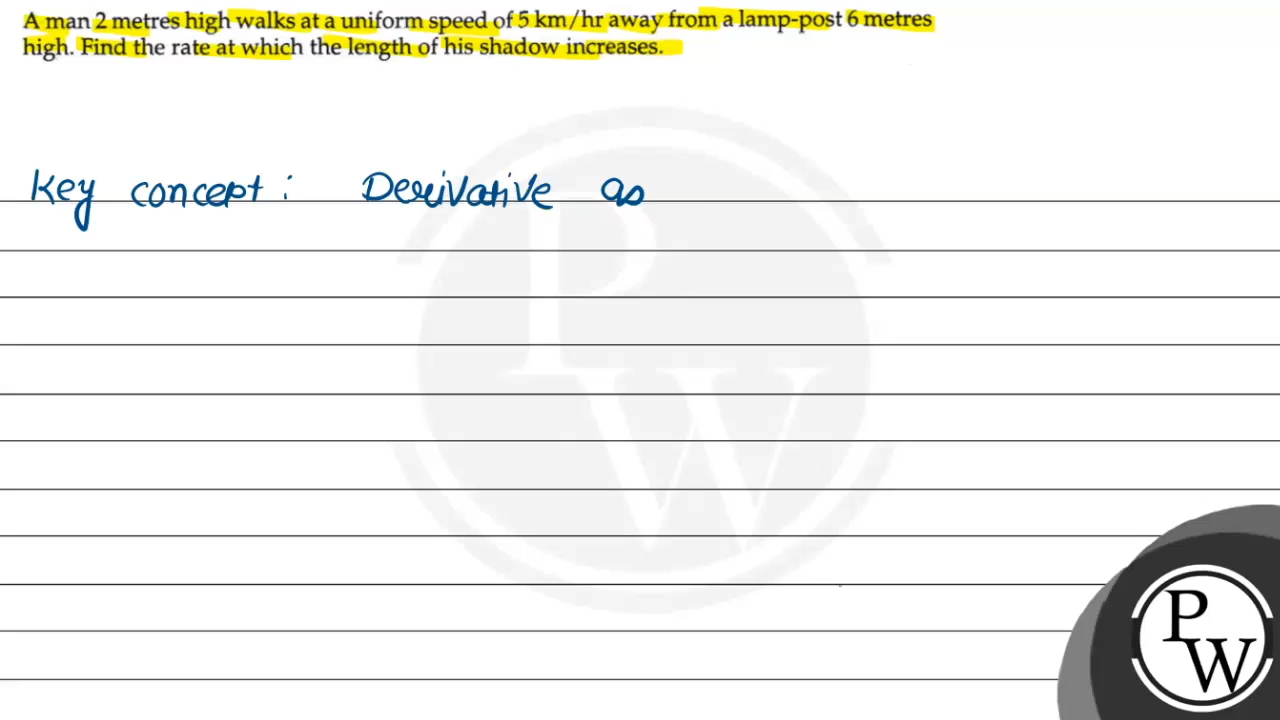 A man 2 metres high walks at a uniform speed of 5 km/hr away from a lamp-post 6 metres
high. Find the rate at which the length of his shadow increases.
Key concept : Derivative as
P
W
P
W